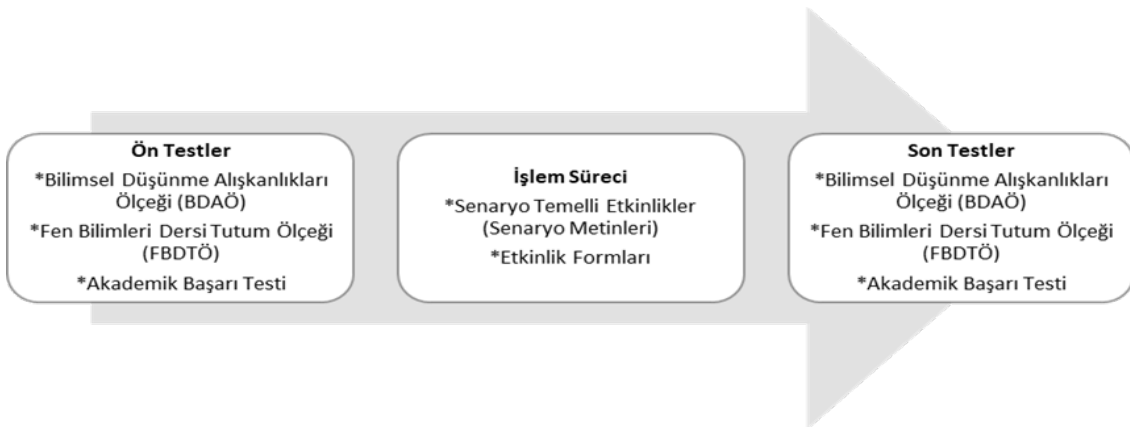 Ön Testler
*Bilimsel Düşünme Alışkanlıkları
Ölçeği (BDAÖ)
*Fen Bilimleri Dersi Tutum Ölçeği
(FBDTÖ)
*Akademik Başarı Testi
İşlem Süreci
*Senaryo Temelli Etkinlikler
(Senaryo Metinleri)
*Etkinlik Formları
Son Testler
*Bilimsel Düşünme Alışkanlıkları
Ölçeği (BDAÖ)
*Fen Bilimleri Dersi Tutum Ölçeği
(FBDTÖ)
*Akademik Başarı Testi